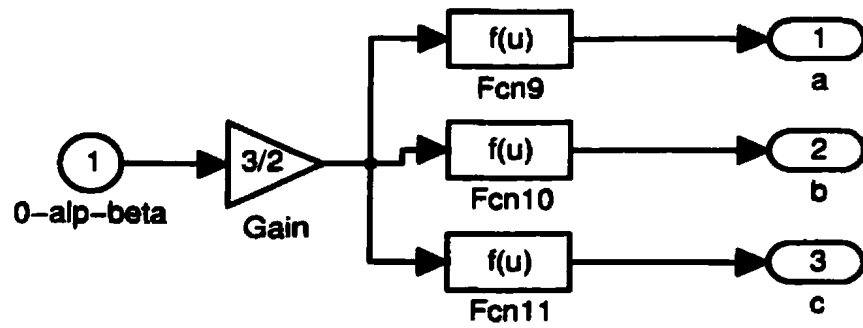 f(u)
1
Fcn9
a
1
3/2
f(u)
2
0-alp-beta
Gain
Fcn10
b
f(u)
3
Fcn11
c